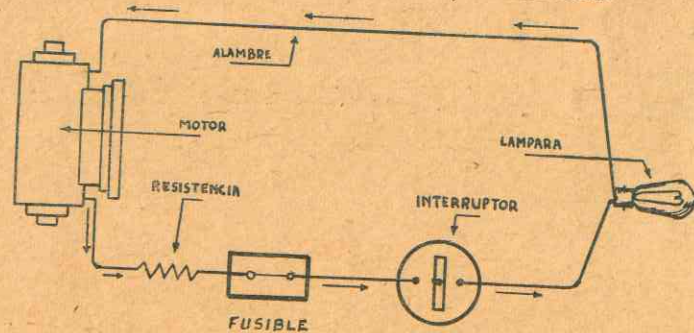 ALAMBRE
MOTOR
LAMPARA
RESISTENCIA
INTERRUPTOR
FUSIBLE